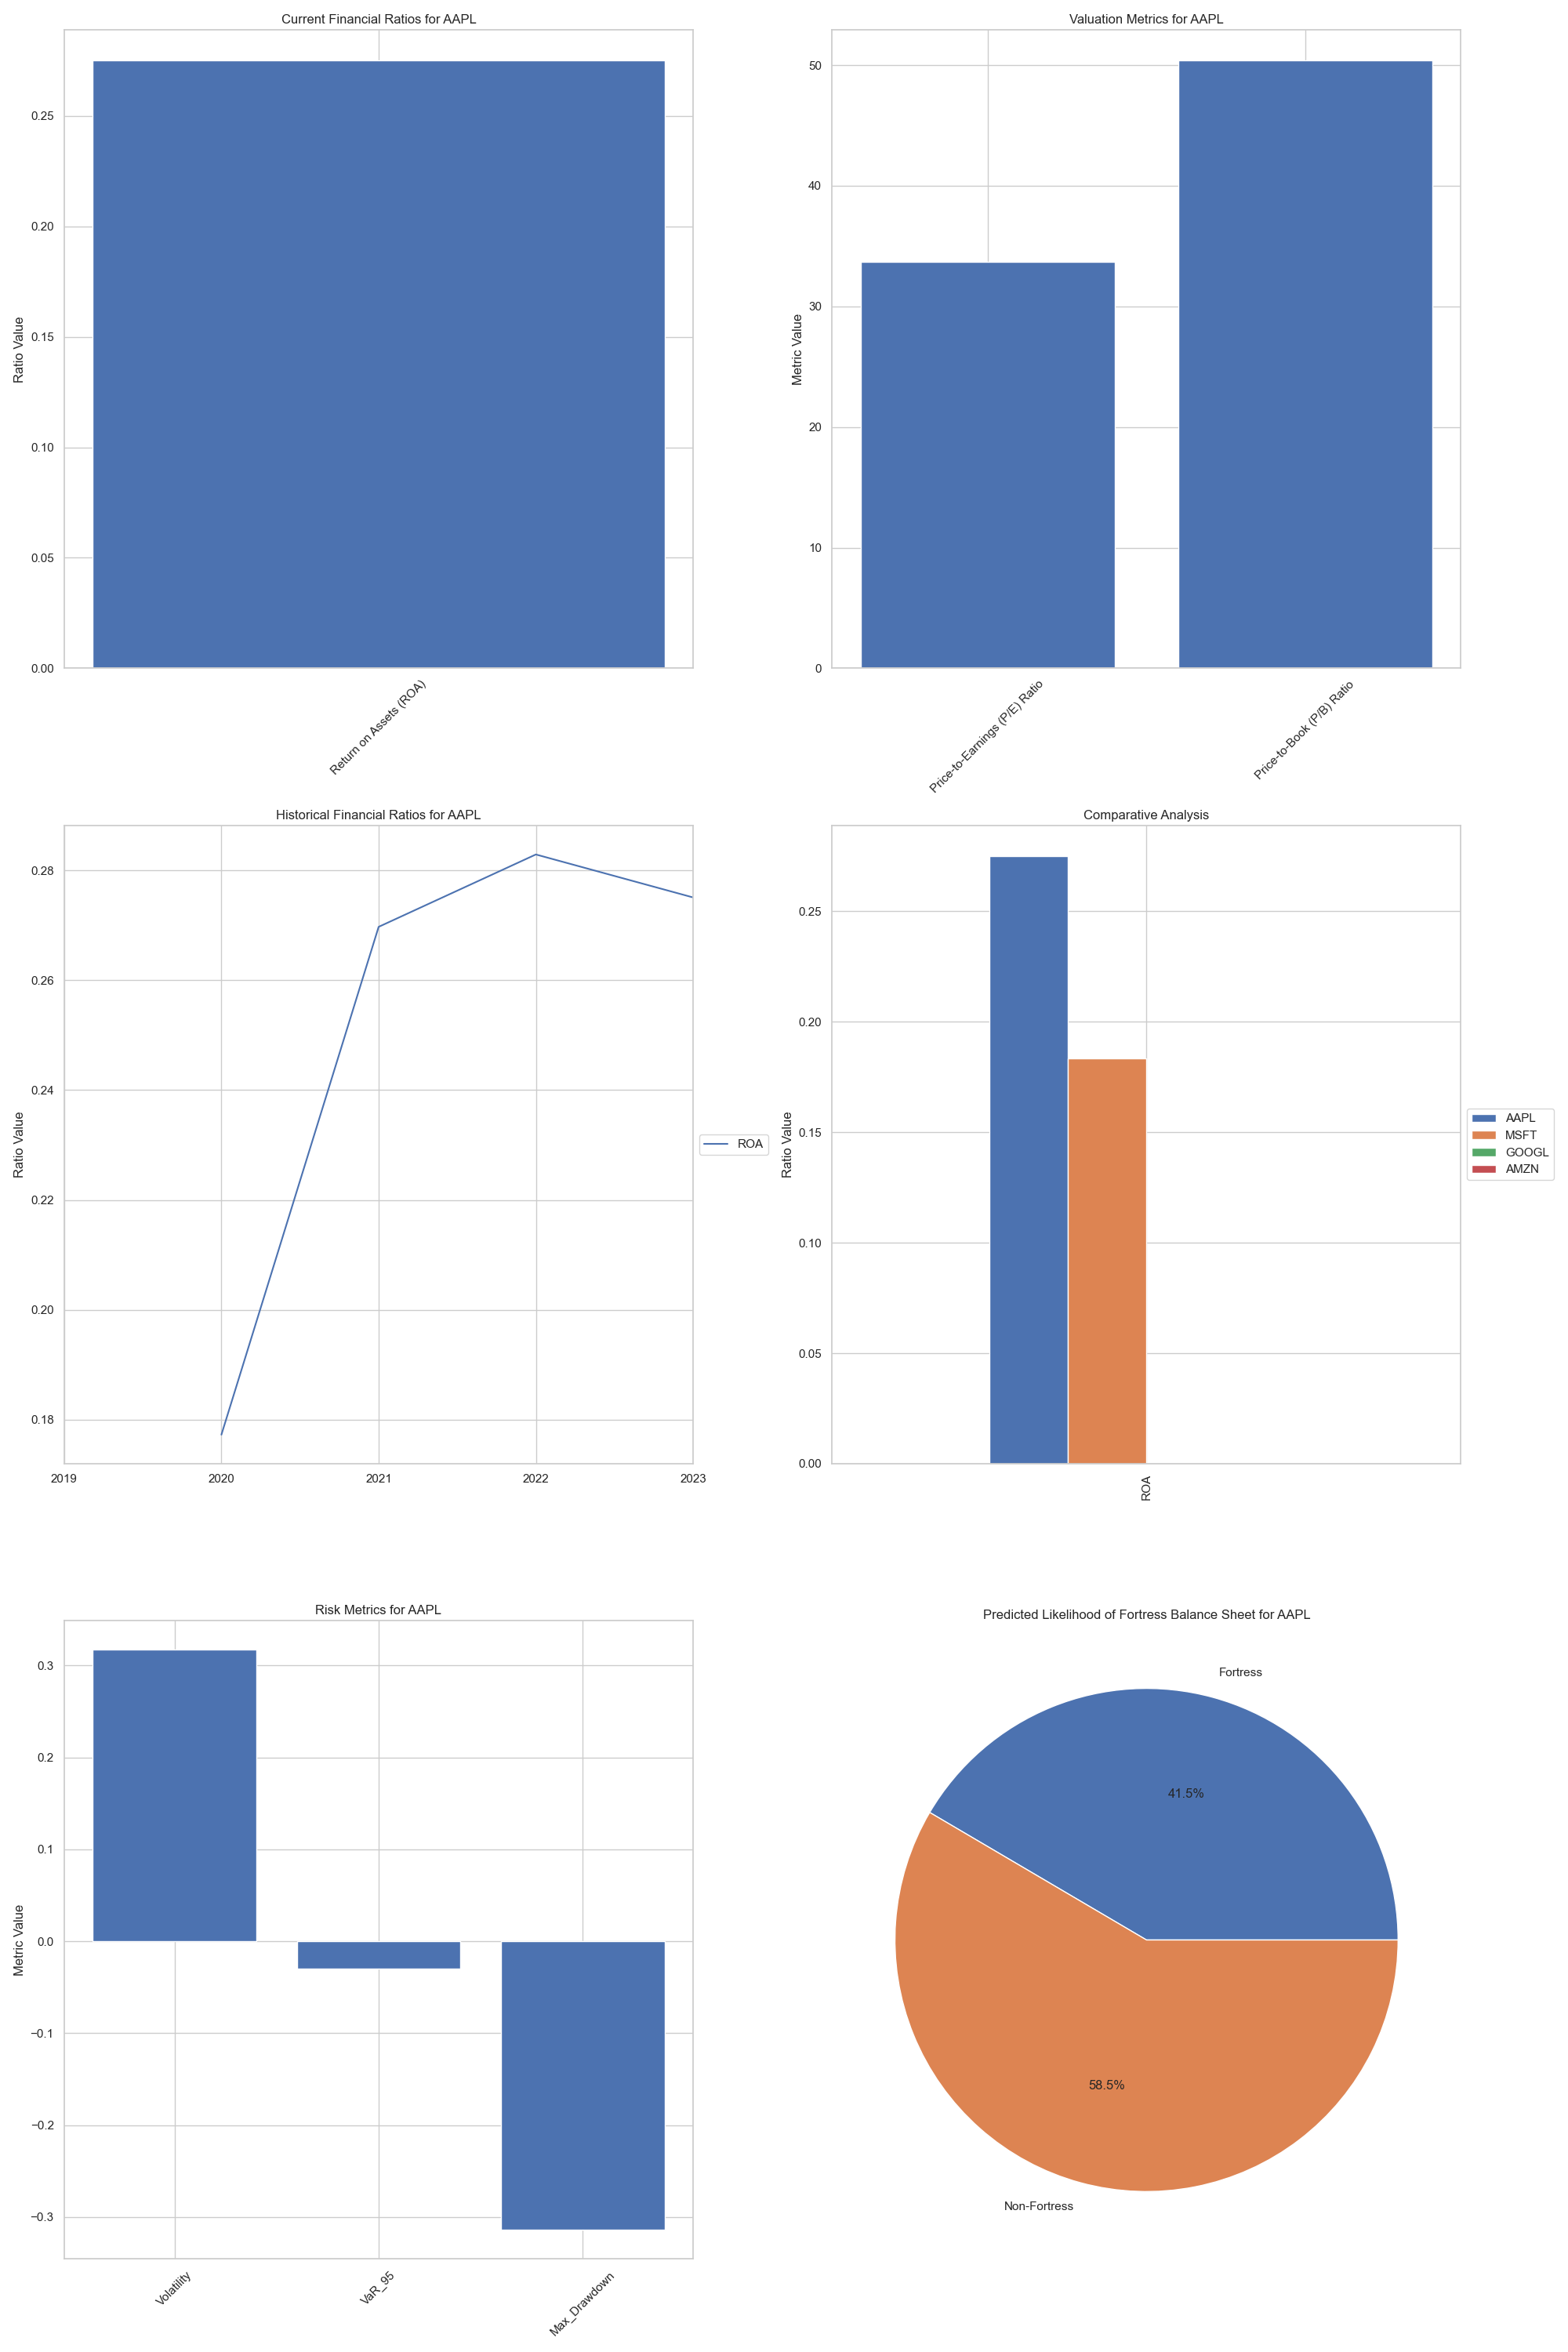 Current Financial Ratios for AAPL
Ratio Value
0.25
0.20
0.15
0.10
0.05
0.00
Return on Assets (ROA)
Valuation Metrics for AAPL
Metric Value
50
40
30
20
10
0
Price-to-Earnings (P/E) Ratio
Price-to-Book (P/B) Ratio
Historical Financial Ratios for AAPL
Ratio Value
0.28
0.26
0.24
0.22
0.20
0.18
2019
2020
2021
2022
2023
ROA
Comparative Analysis
Ratio Value
0.25
0.20
0.15
0.10
0.05
0.00
ROA
AAPL
MSFT
GOOGL
AMZN
Risk Metrics for AAPL
Metric Value
0.3
0.2
0.1
0.0
−0.1
−0.2
−0.3
Volatility
VaR_95
Max_Drawdown
Predicted Likelihood of Fortress Balance Sheet for AAPL
Fortress
41.5%
58.5%
Non-Fortress